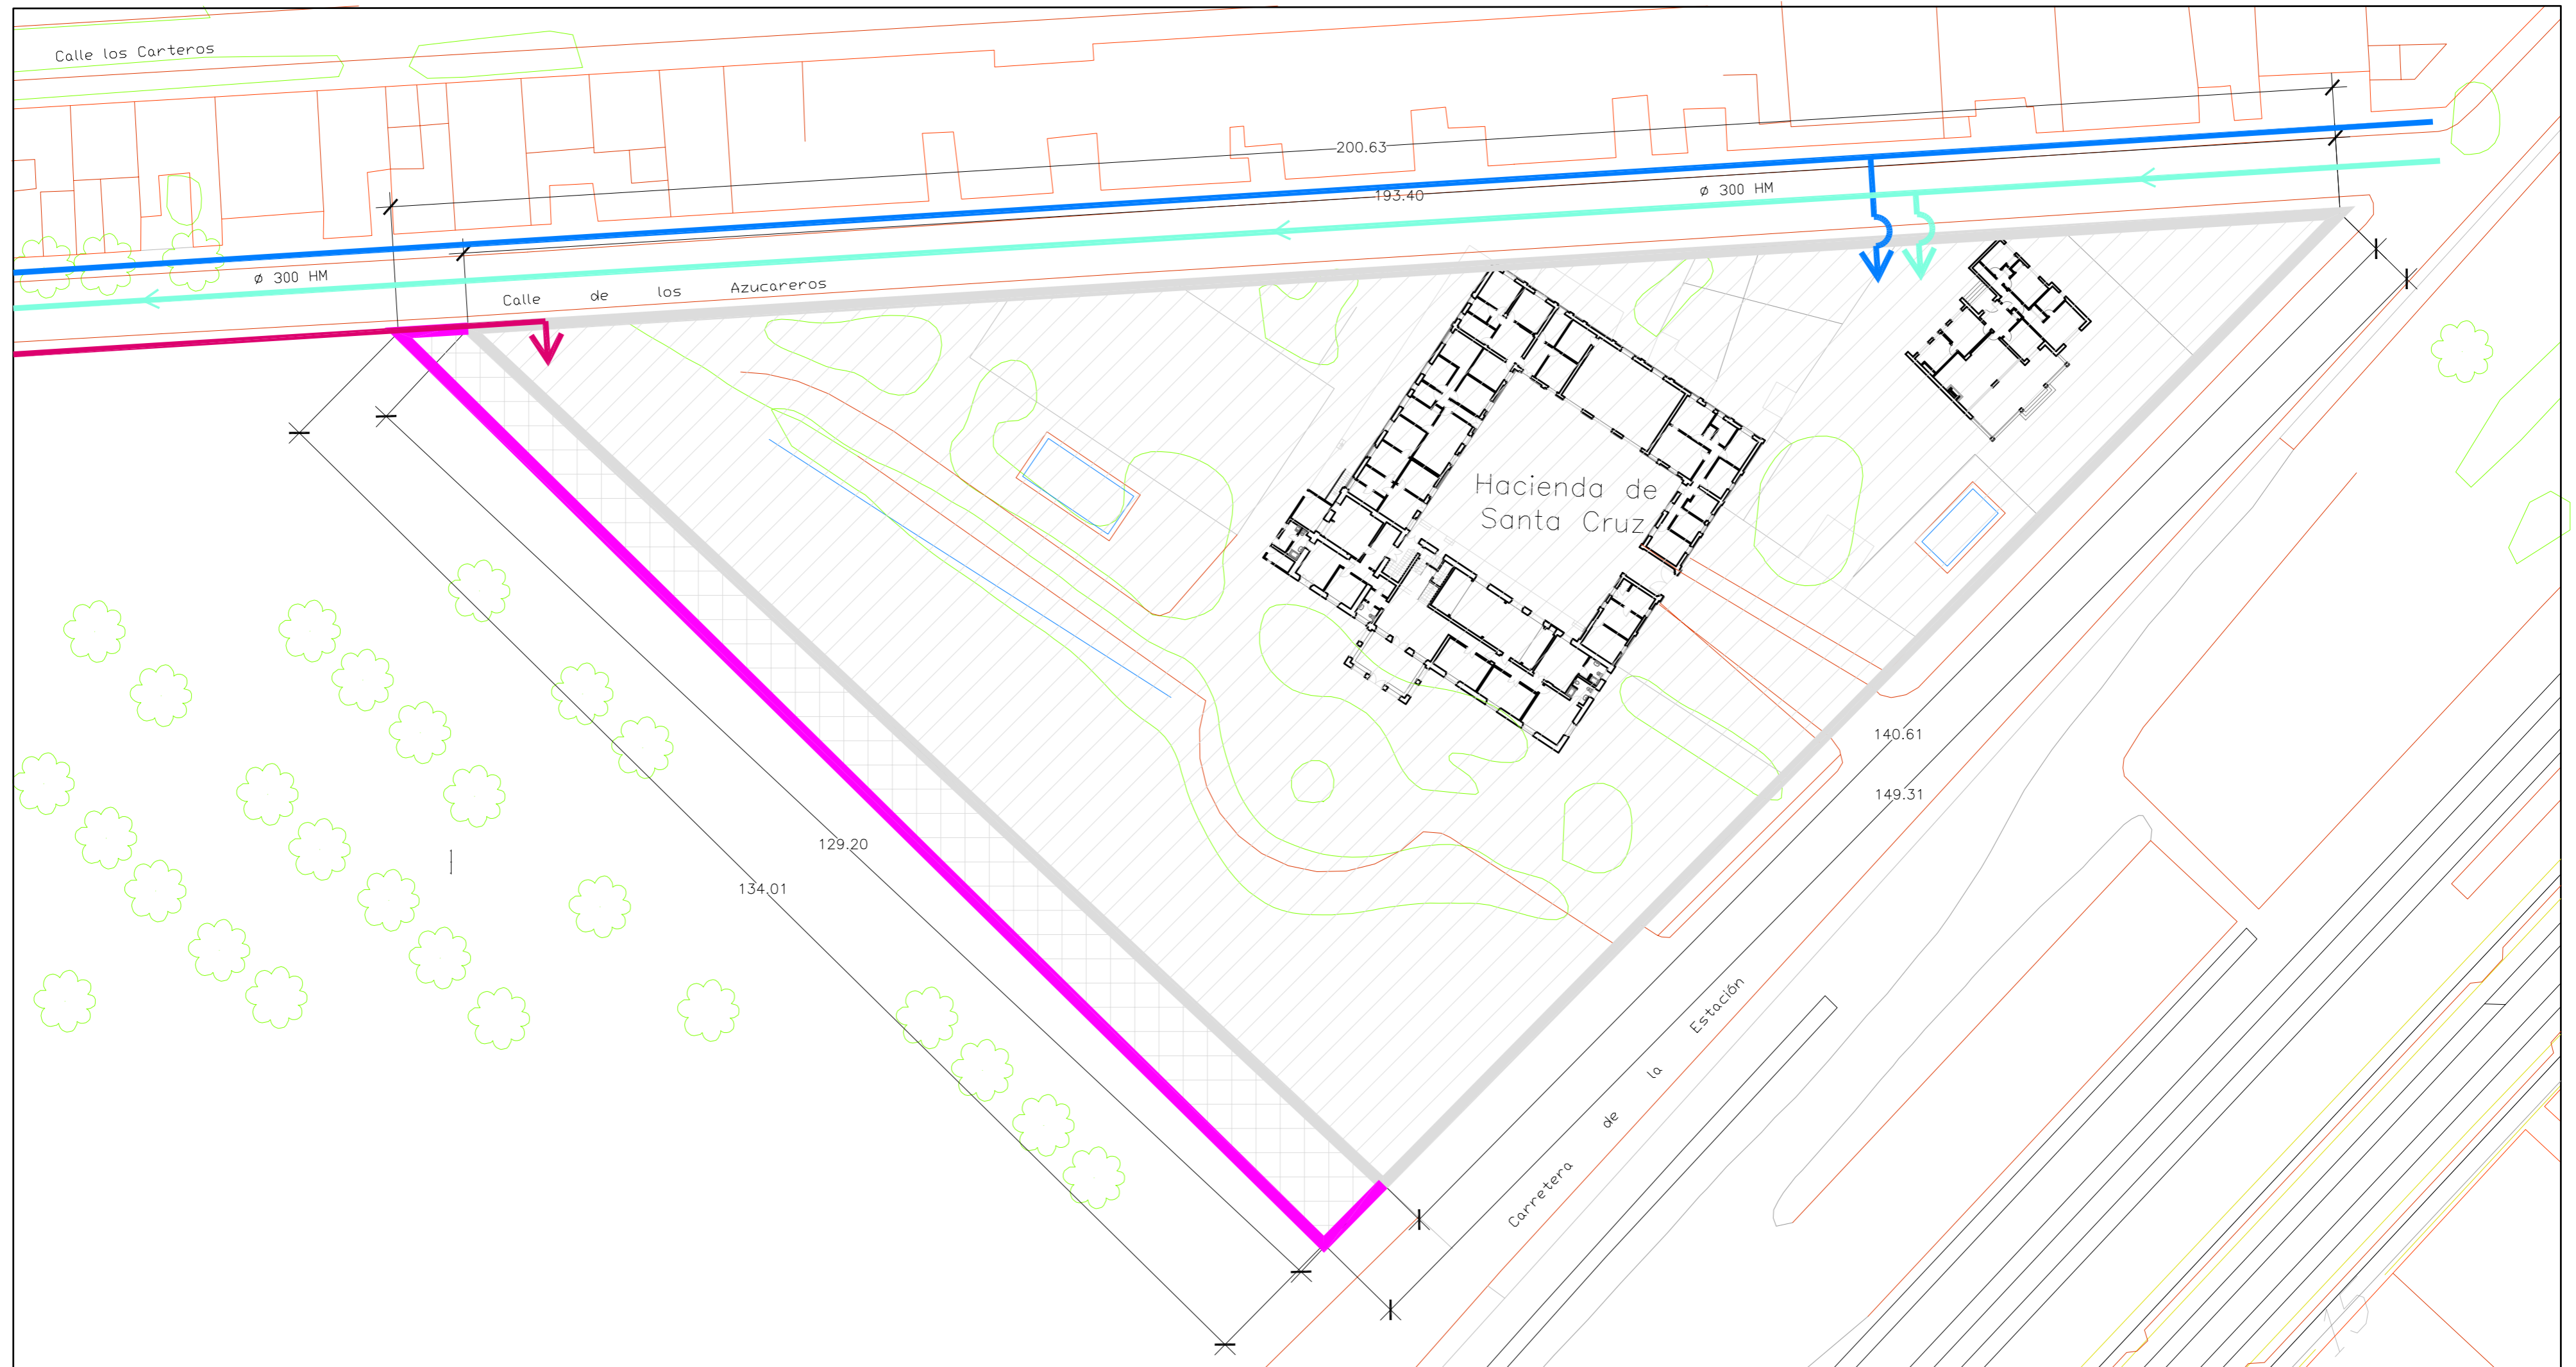 Calle los Carteros
200.63
193.40
ø 300 HM
ø 300 HM
Calle de los Azucareros
Hacienda de
Santa Cruz
140.61
149.31
129.20
134.01
Carretera de la Estación